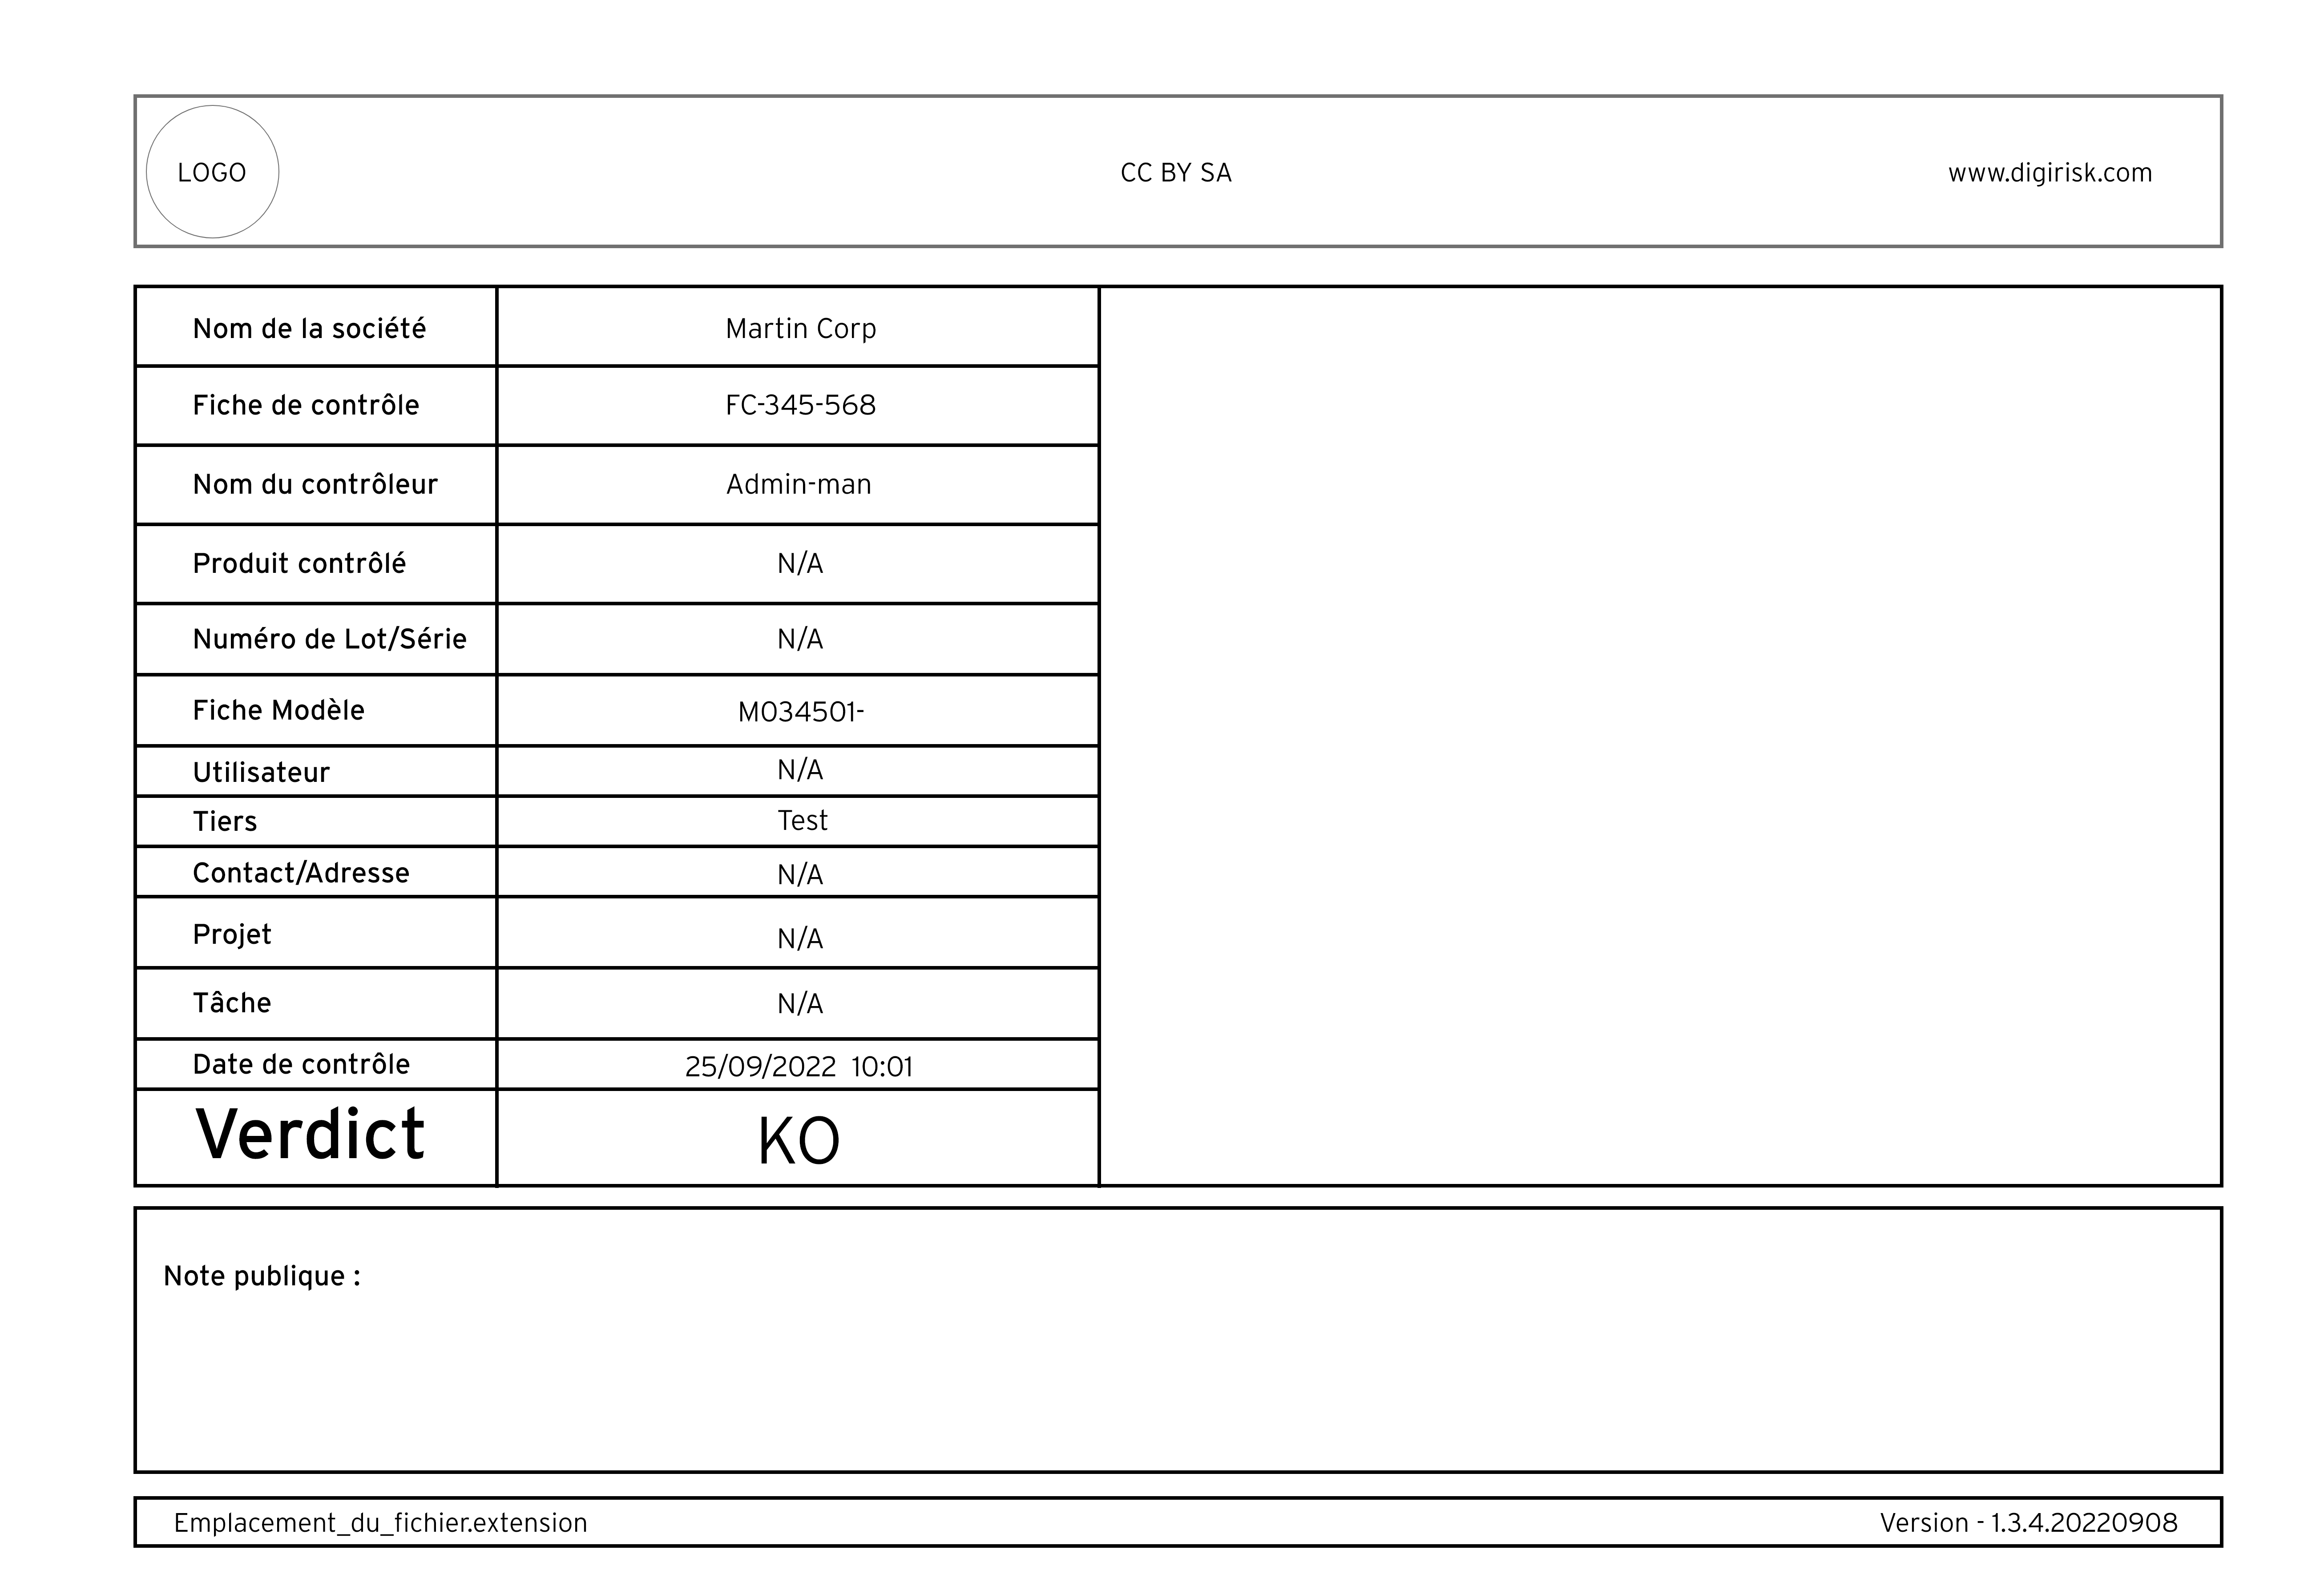 LOGO CC BY SA www.digirisk.com
Nom de la société Martin Corp
Fiche de contrôle FC-345-568
Nom du contrôleur Admin-man
Produit contrôlé N/A
Numéro de Lot/Série N/A
Fiche Modèle M034501-
Utilisateur N/A
Tiers Test
Contact/Adresse N/A
Projet N/A
Tâche N/A
Date de contrôle 25/09/2022 10:01
Verdict KO
Note publique :
Emplacement_du_fichier.extension Version - 1.3.4.20220908